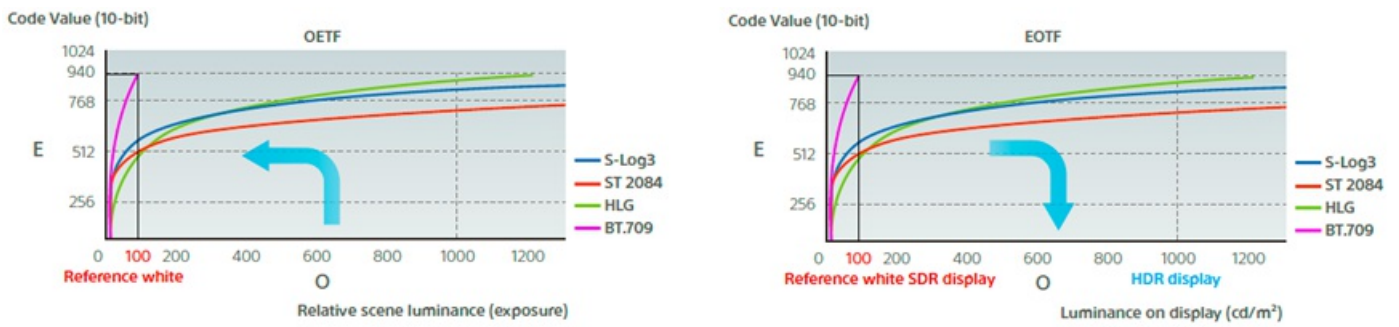 Code Value (10-bit)
OETF
1024
940
768
512
256
E
0 100 200 400 600 800 1000 1200
Reference white
O
Relative scene luminance (exposure)
S-Log3
ST 2084
HLG
BT.709
Code Value (10-bit)
EOTF
1024
940
768
512
256
E
0 100 200 400 600 800 1000 1200
Reference white SDR display
O
HDR display
Luminance on display (cd/m²)
S-Log3
ST 2084
HLG
BT.709